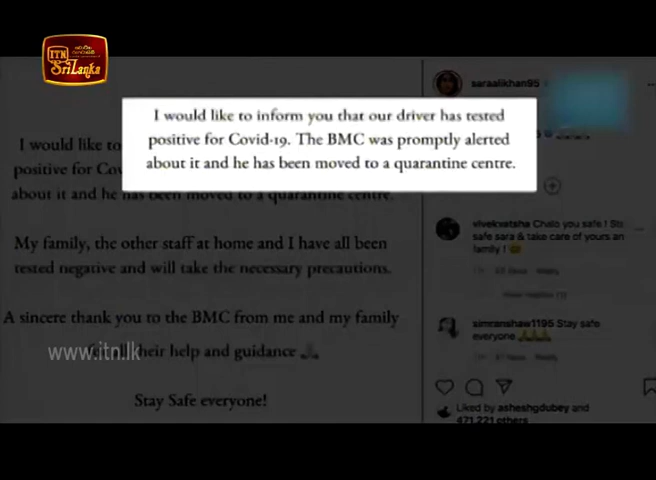 ITN
Sri Lanka
saraalikhan95
I would like to inform you that our driver has tested
positive for Covid-19. The BMC was promptly alerted
about it and he has been moved to a quarantine centre.
I would like to
positive for Cov
about it and he has been moved to a quarantine centre.
My family, the other staff at home and I have all been
tested negative and will take the necessary precautions.
A sincere thank you to the BMC from me and my family
their help and guidance 🙏
Stay Safe everyone!
www.itn.lk
vivekvatsha Chalo you safe ! Sto
safe sara & take care of yours an
family ! 😊
simranshaw1195 Stay safe
everyone 🙏🙏🙏
Liked by asheshgdubey and
471,221 others